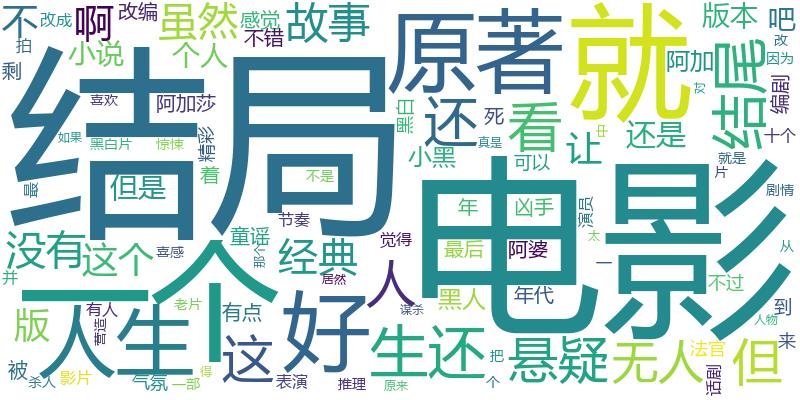 结局
电影
一个
原著
就
人生
好
结尾
生还
悬疑
无人
但
这
人
经典
没有
这个
版
还
看
让
还是
故事
虽然
啊
不
改编
感觉
改成
拍
不错
剩
小说
个人
版本
吧
阿加
改
因为
编剧
十个
阿加莎
喜欢
黑白
死
如果
黑白片
惊悚
精彩
小黑
真是
可以
但是
着
最
不是
就是
片
剧情
年
凶手
演员
太
节奏
童谣
那个
喜感
觉得
最后
阿婆
一
从
居然
并
有人
老片
有点
营造
谋杀
黑人
年代
不过
到
人物
来
被
杀人
影片
气氛
一部
得
表演
推理
原来
把
个
法官
话剧